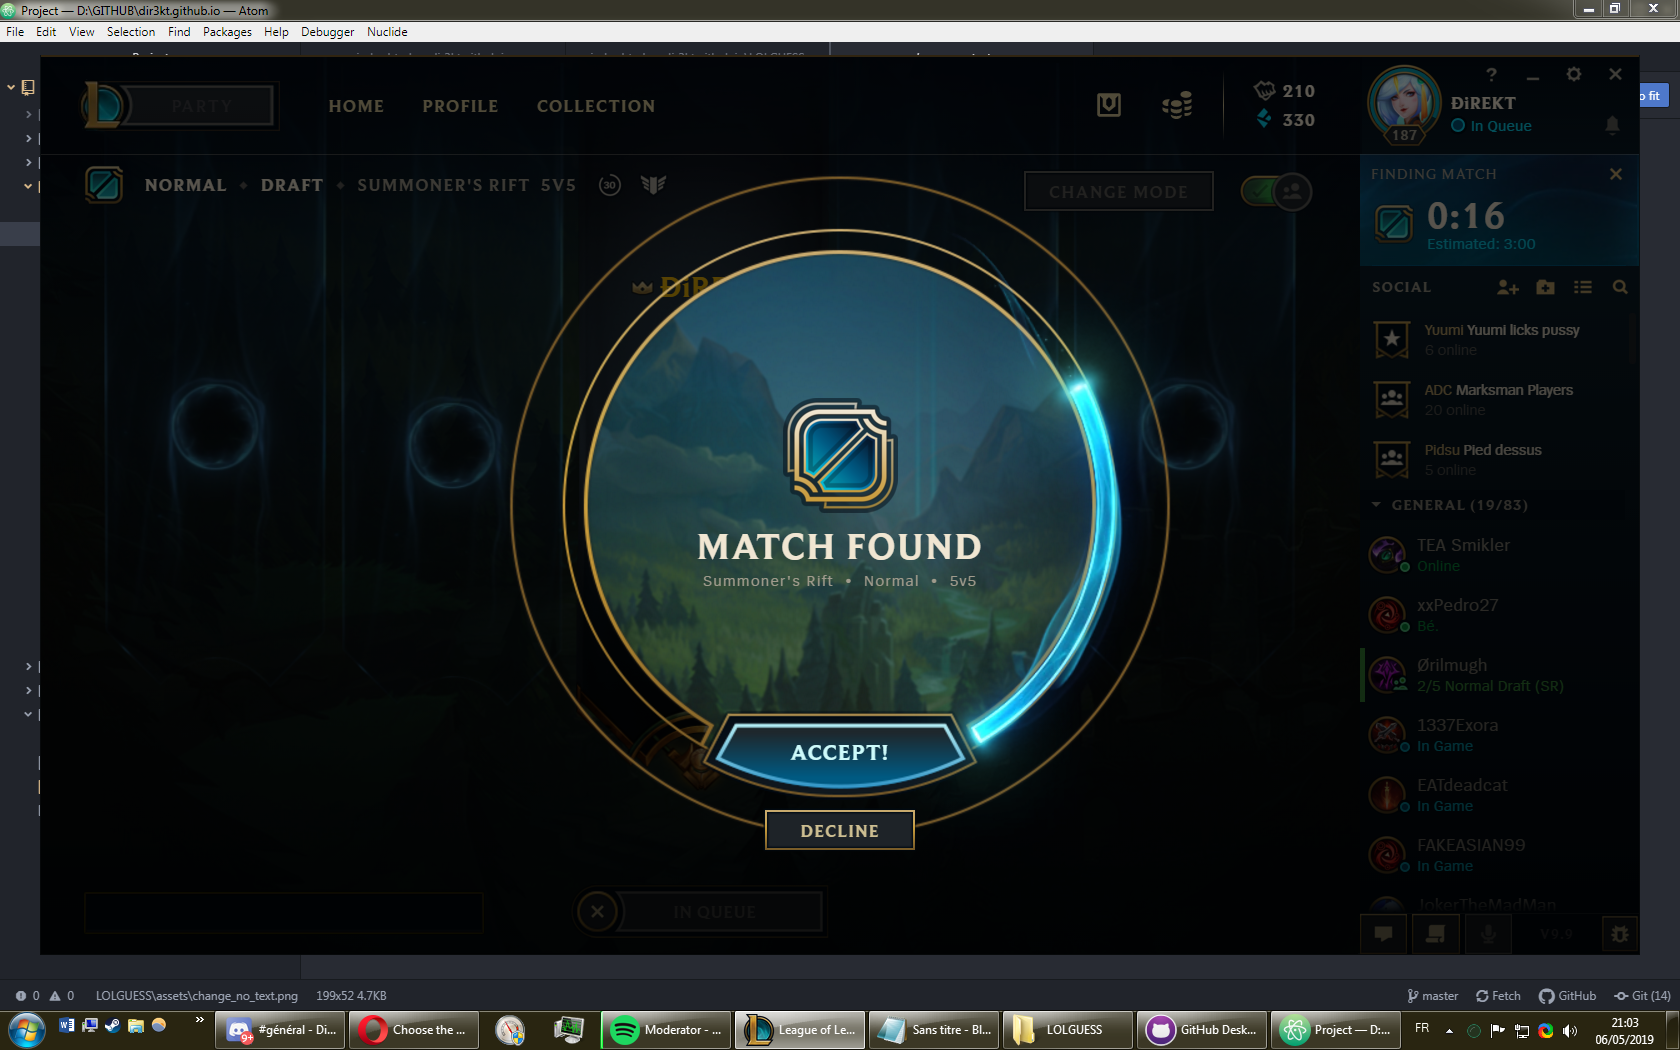 Project — D:\GITHUB\dir3kt.github.io — Atom
File Edit View Selection Find Packages Help Debugger Nuclide
o fit
PARTY
HOME PROFILE COLLECTION
210
330
?
187
ĐiREKT
In Queue
NORMAL • DRAFT • SUMMONER'S RIFT 5V5 30
CHANGE MODE
FINDING MATCH
0:16
Estimated: 3:00
SOCIAL
Yuumi Yuumi licks pussy
6 online
ADC Marksman Players
20 online
Pidsu Pied dessus
5 online
GENERAL (19/83)
TEA Smikler
Online
xxPedro27
Bé.
Ørilmugh
2/5 Normal Draft (SR)
1337Exora
In Game
EATdeadcat
In Game
FAKEASIAN99
In Game
JokerTheMadMan
V9.9
MATCH FOUND
Summoner's Rift • Normal • 5v5
ACCEPT!
DECLINE
IN QUEUE
0 0 LOLGUESS\assets\change_no_text.png 199x52 4.7KB
master Fetch GitHub Git (14)
#général - Di...
9+
Choose the ...
Moderator - ...
League of Le...
Sans titre - Bl...
LOLGUESS
GitHub Desk...
Project — D:...
FR
21:03
06/05/2019